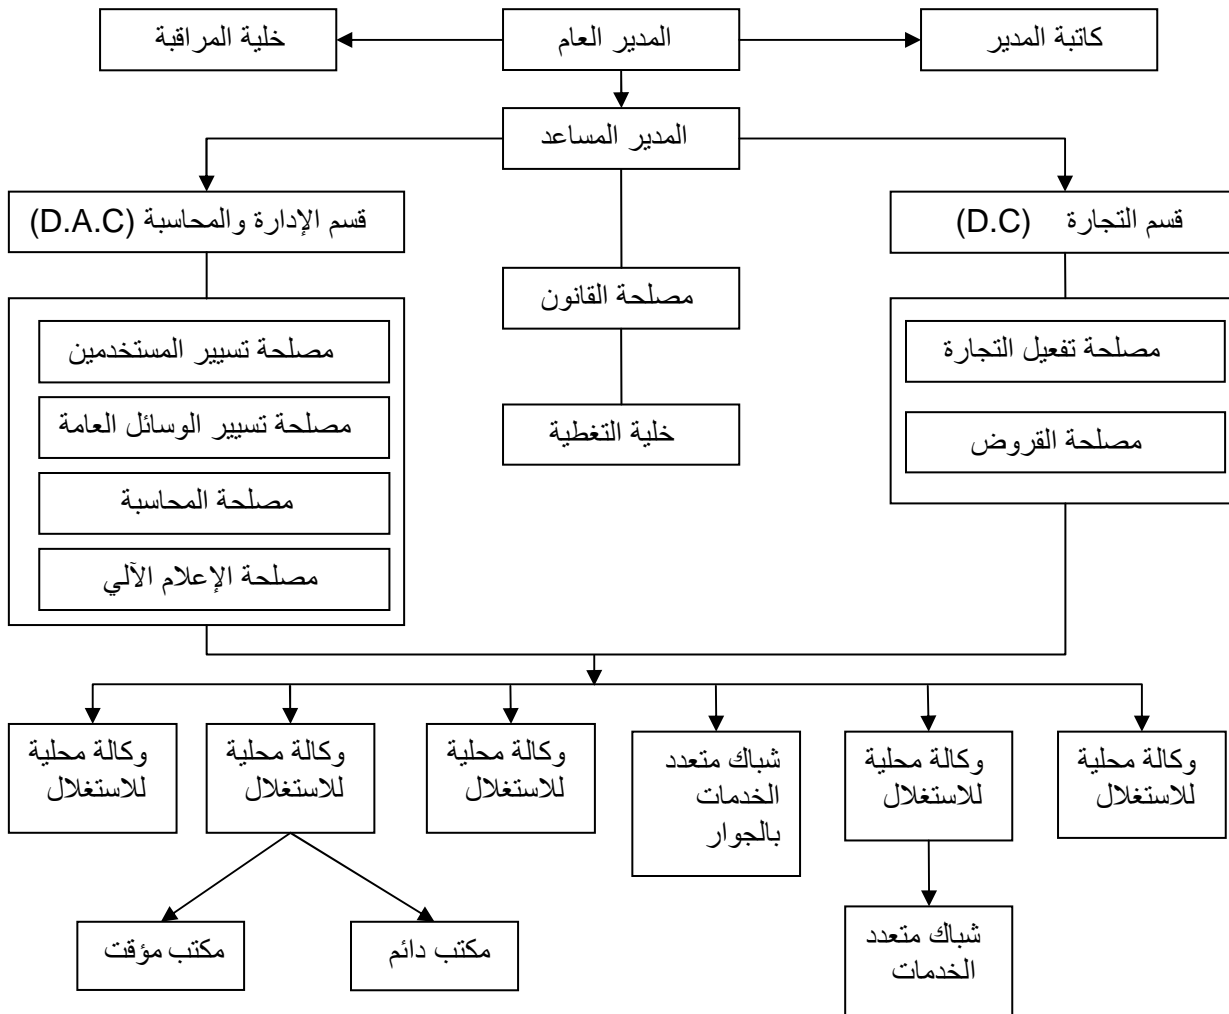 كاتبة المدير
المدير العام
خلية المراقبة
المدير المساعد
قسم التجارة (D.C)
قسم الإدارة والمحاسبة (D.A.C)
مصلحة القانون
خلية التغطية
مصلحة تفعيل التجارة
مصلحة القروض
مصلحة تسيير المستخدمين
مصلحة تسيير الوسائل العامة
مصلحة المحاسبة
مصلحة الإعلام الآلي
وكالة محلية
للاستغلال
وكالة محلية
للاستغلال
شباك متعدد
الخدمات
بالجوار
وكالة محلية
للاستغلال
وكالة محلية
للاستغلال
وكالة محلية
للاستغلال
شباك متعدد
الخدمات
مكتب دائم
مكتب مؤقت